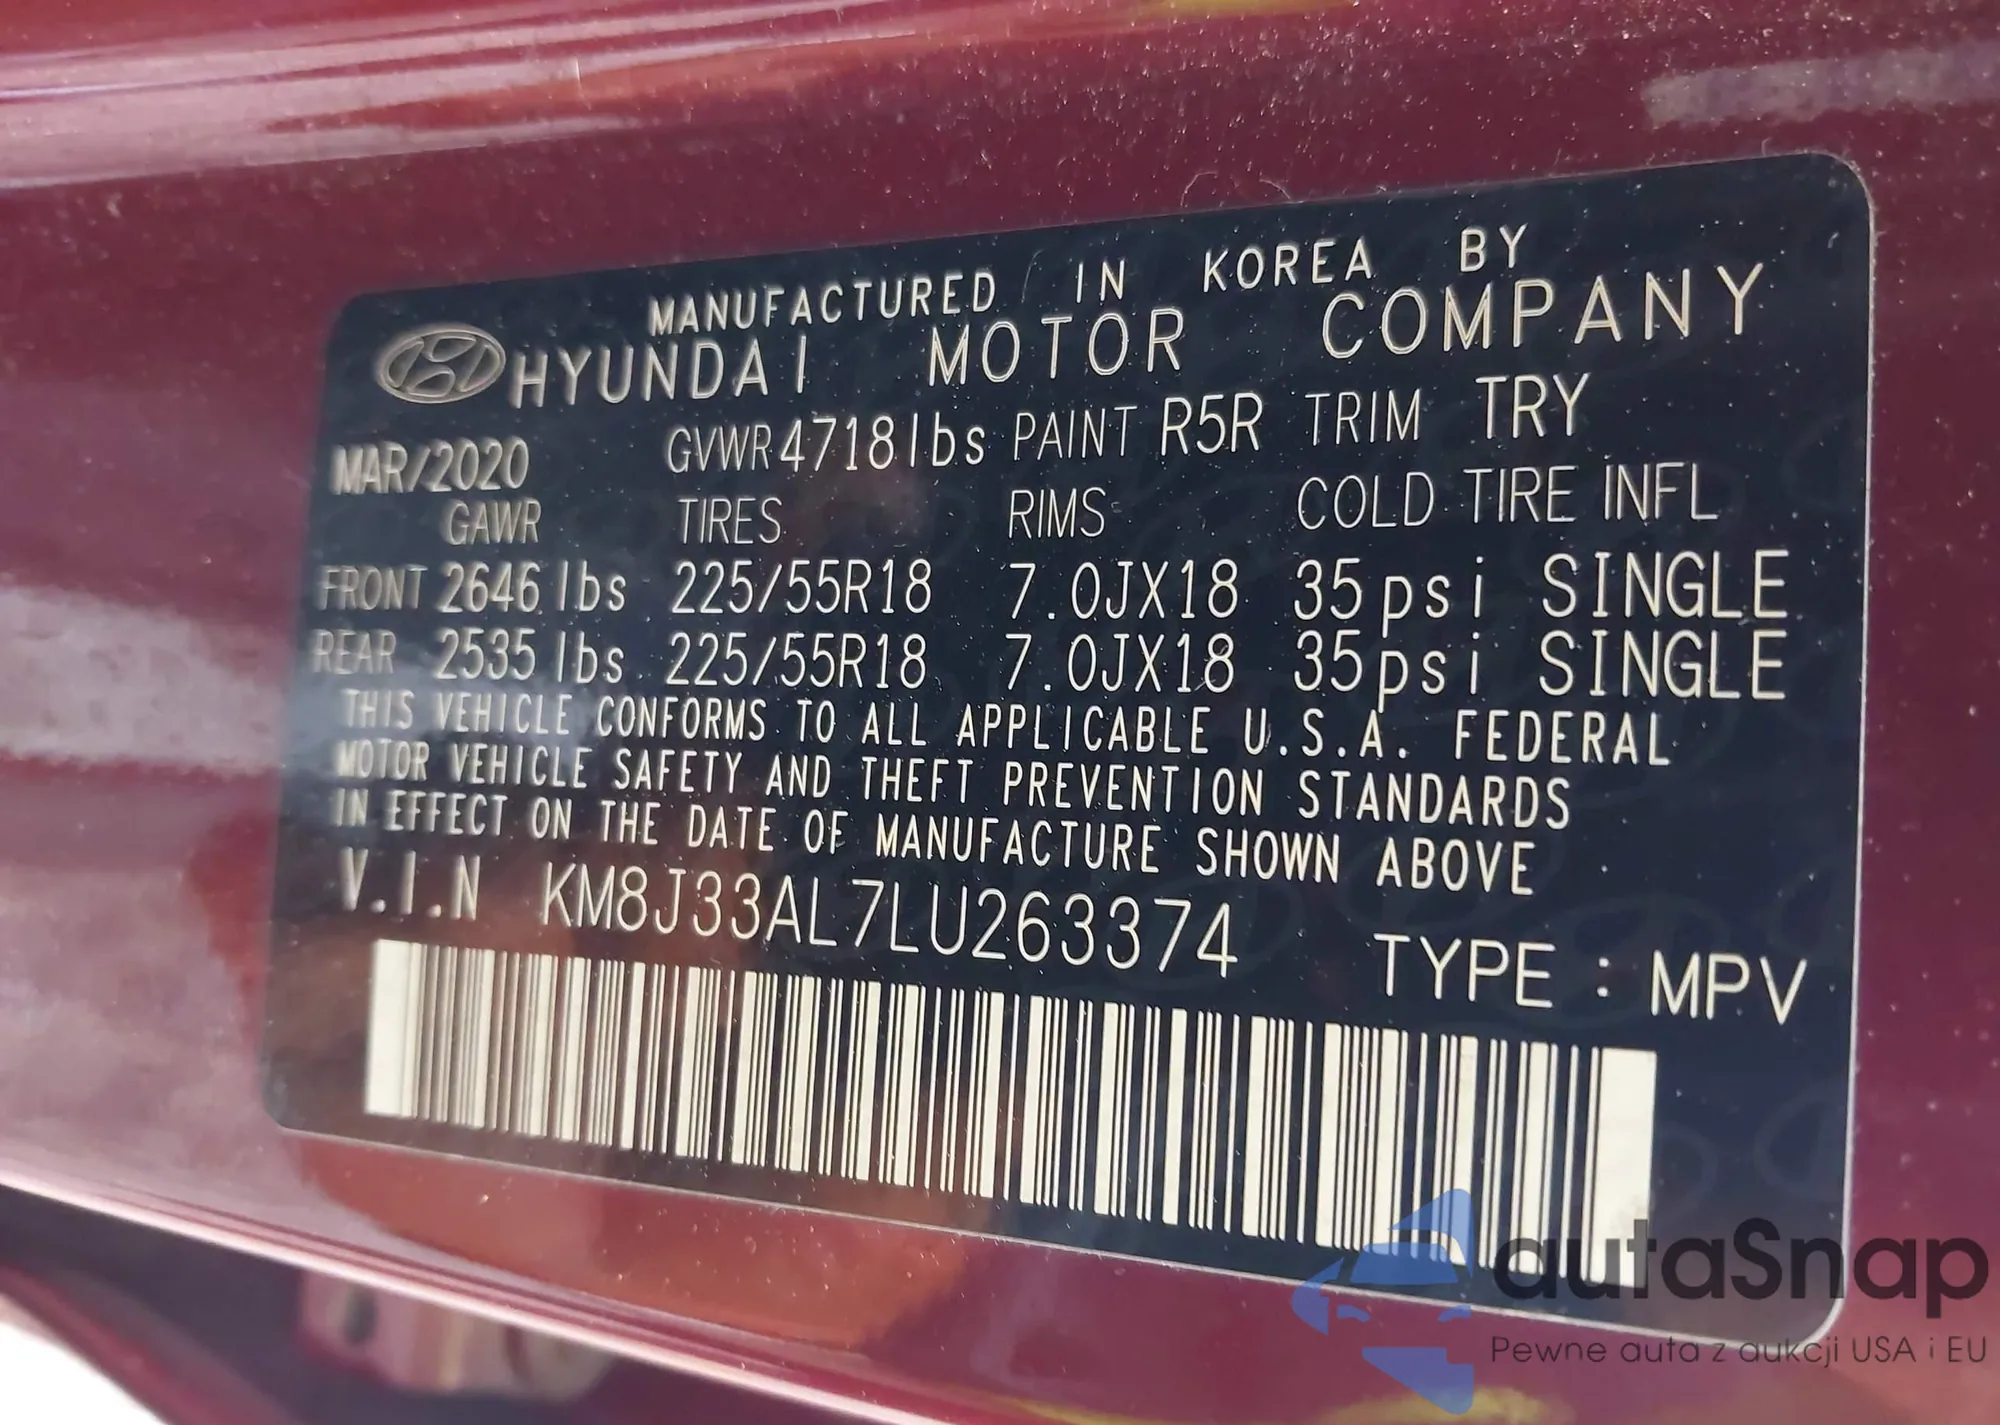 MANUFACTURED IN KOREA BY
HYUNDAI MOTOR COMPANY
MAR/2020 GVWR 4718lbs PAINT R5R TRIM TRY
GAWR TIRES RIMS COLD TIRE INFL
FRONT 2646 lbs 225/55R18 7.0JX18 35psi SINGLE
REAR 2535 lbs 225/55R18 7.0JX18 35psi SINGLE
THIS VEHICLE CONFORMS TO ALL APPLICABLE U.S.A. FEDERAL
MOTOR VEHICLE SAFETY AND THEFT PREVENTION STANDARDS
IN EFFECT ON THE DATE OF MANUFACTURE SHOWN ABOVE
V.I.N KM8J33AL7LU263374
TYPE : MPV
autaSnap
Pewne auta z aukcji USA i EU